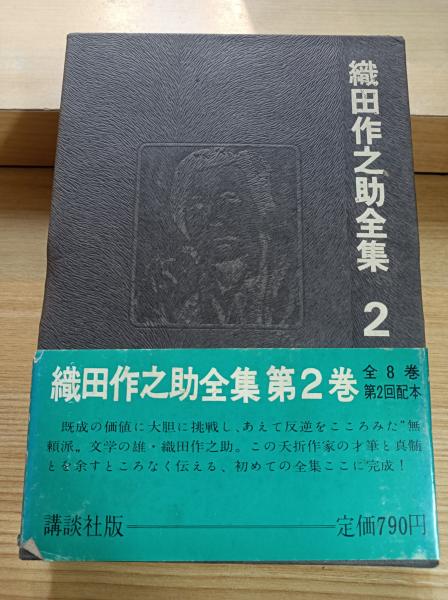 織田作之助全集
2
織田作之助全集 第2巻
全8巻
第2回配本
既成の価値に大胆に挑戦し、あえて反逆をこころみた"無
頼派"文学の雄・織田作之助。この夭折作家の才筆と真髄
とを余すところなく伝える、初めての全集ここに完成！
講談社版
定価790円